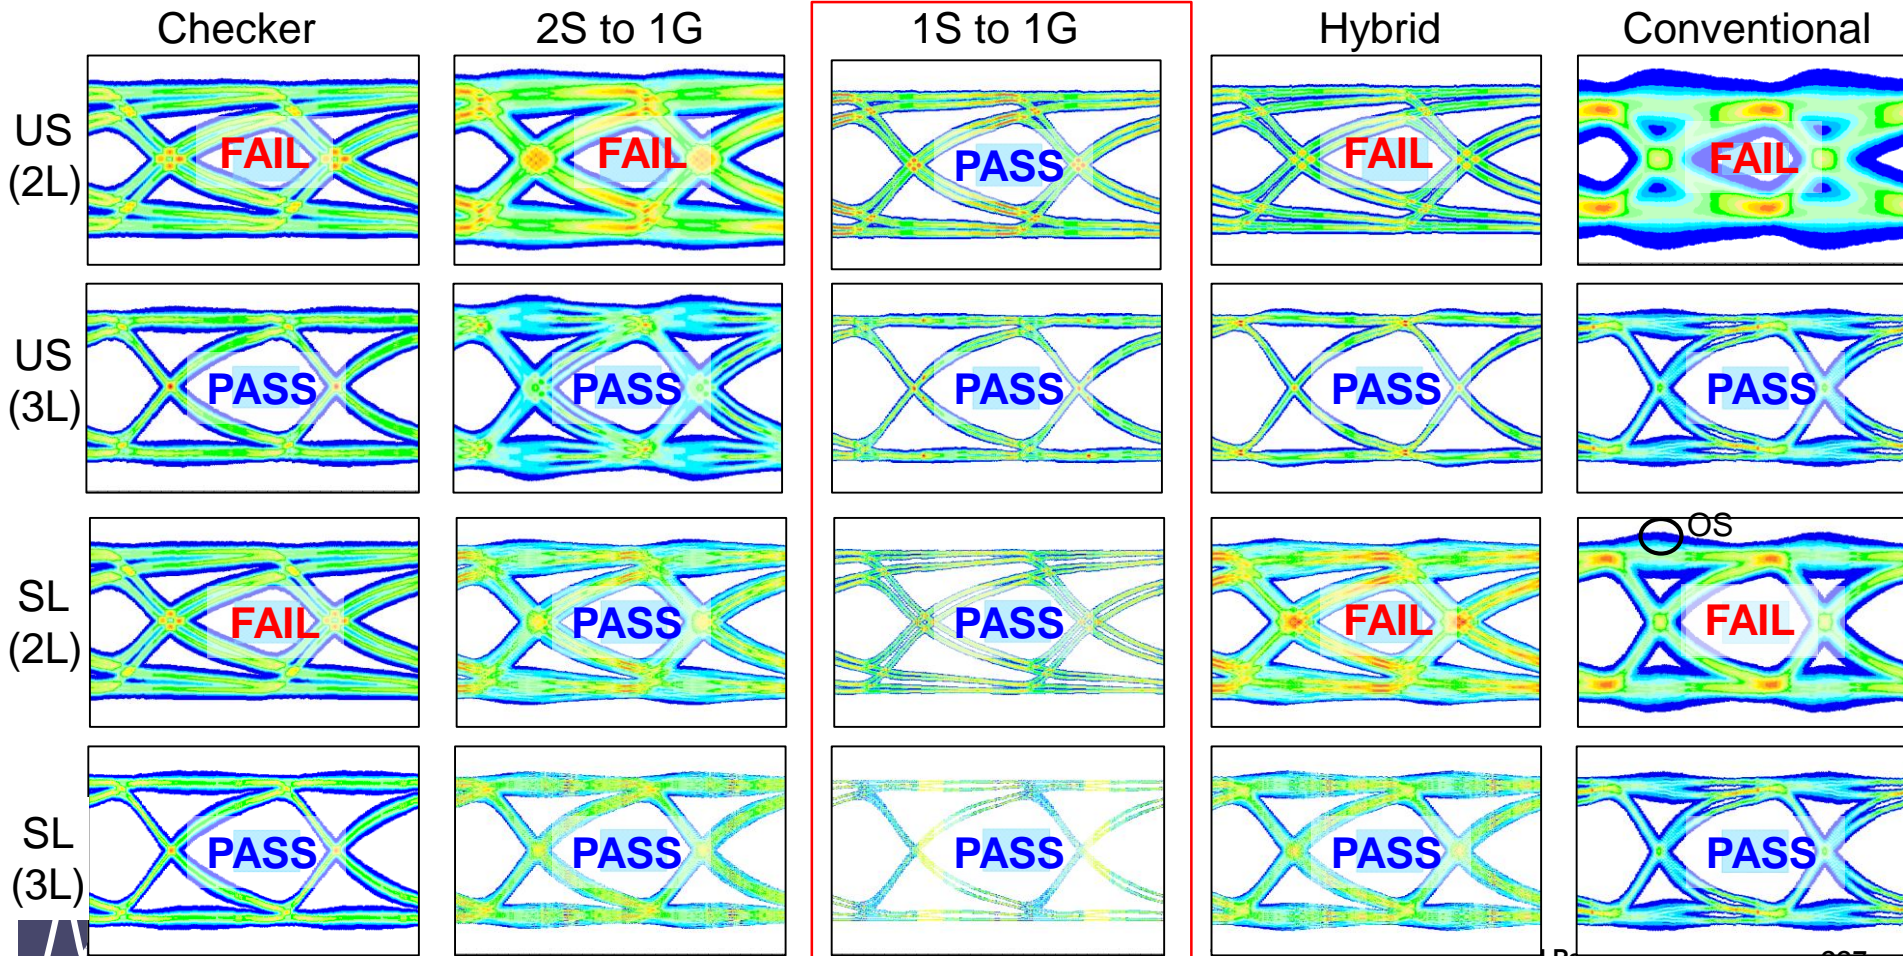 Checker 2S to 1G 1S to 1G Hybrid Conventional
US
(2L)
FAIL FAIL PASS FAIL FAIL
US
(3L)
PASS PASS PASS PASS PASS
OS
SL
(2L)
FAIL PASS PASS FAIL FAIL
SL
(3L)
PASS PASS PASS PASS PASS